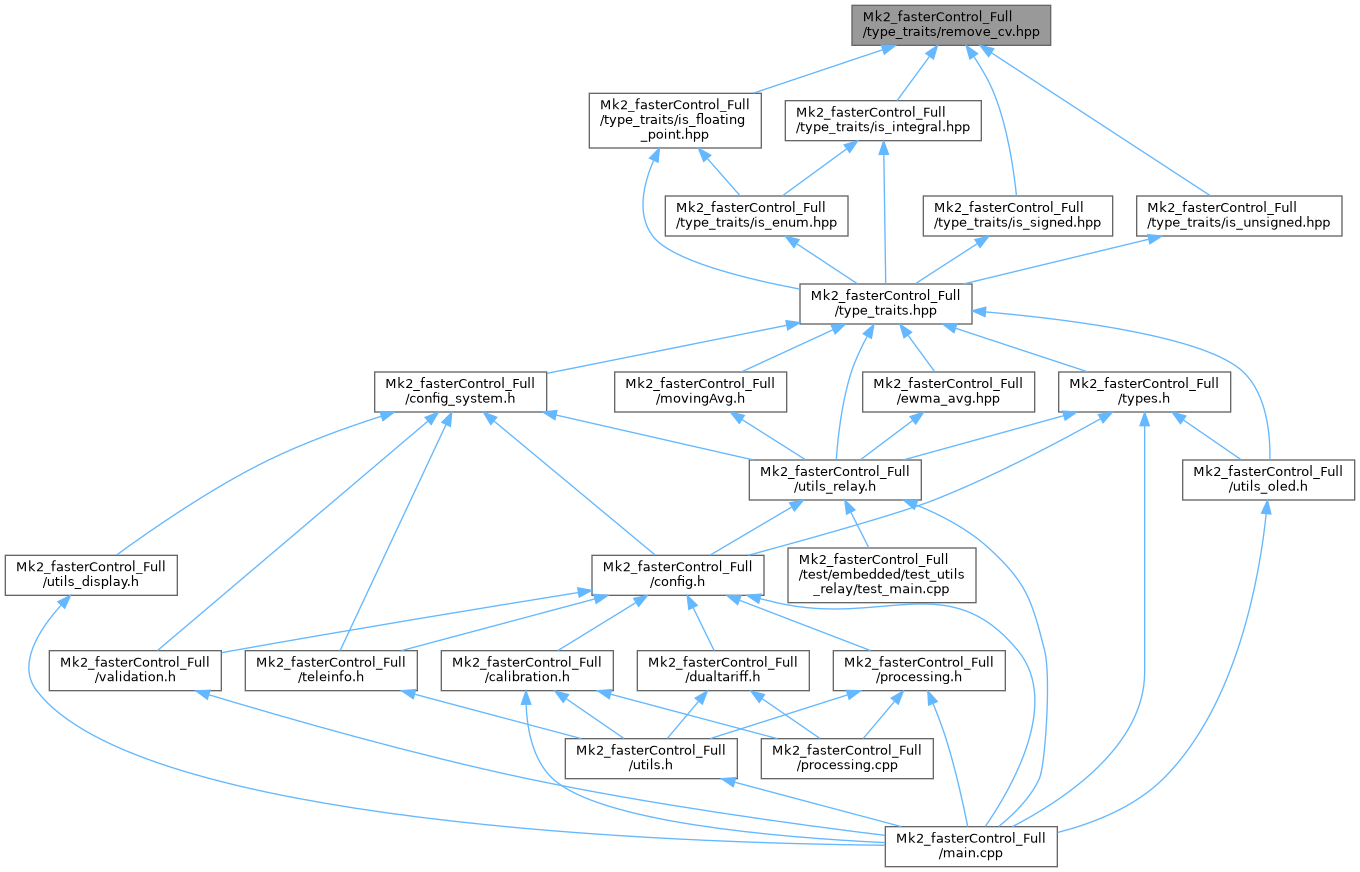 Mk2_fasterControl_Full
/type_traits/remove_cv.hpp
Mk2_fasterControl_Full
/type_traits/is_floating
_point.hpp
Mk2_fasterControl_Full
/type_traits/is_integral.hpp
Mk2_fasterControl_Full
/type_traits/is_enum.hpp
Mk2_fasterControl_Full
/type_traits/is_signed.hpp
Mk2_fasterControl_Full
/type_traits/is_unsigned.hpp
Mk2_fasterControl_Full
/type_traits.hpp
Mk2_fasterControl_Full
/config_system.h
Mk2_fasterControl_Full
/movingAvg.h
Mk2_fasterControl_Full
/ewma_avg.hpp
Mk2_fasterControl_Full
/types.h
Mk2_fasterControl_Full
/utils_relay.h
Mk2_fasterControl_Full
/utils_oled.h
Mk2_fasterControl_Full
/utils_display.h
Mk2_fasterControl_Full
/config.h
Mk2_fasterControl_Full
/test/embedded/test_utils
_relay/test_main.cpp
Mk2_fasterControl_Full
/validation.h
Mk2_fasterControl_Full
/teleinfo.h
Mk2_fasterControl_Full
/calibration.h
Mk2_fasterControl_Full
/dualtariff.h
Mk2_fasterControl_Full
/processing.h
Mk2_fasterControl_Full
/utils.h
Mk2_fasterControl_Full
/processing.cpp
Mk2_fasterControl_Full
/main.cpp